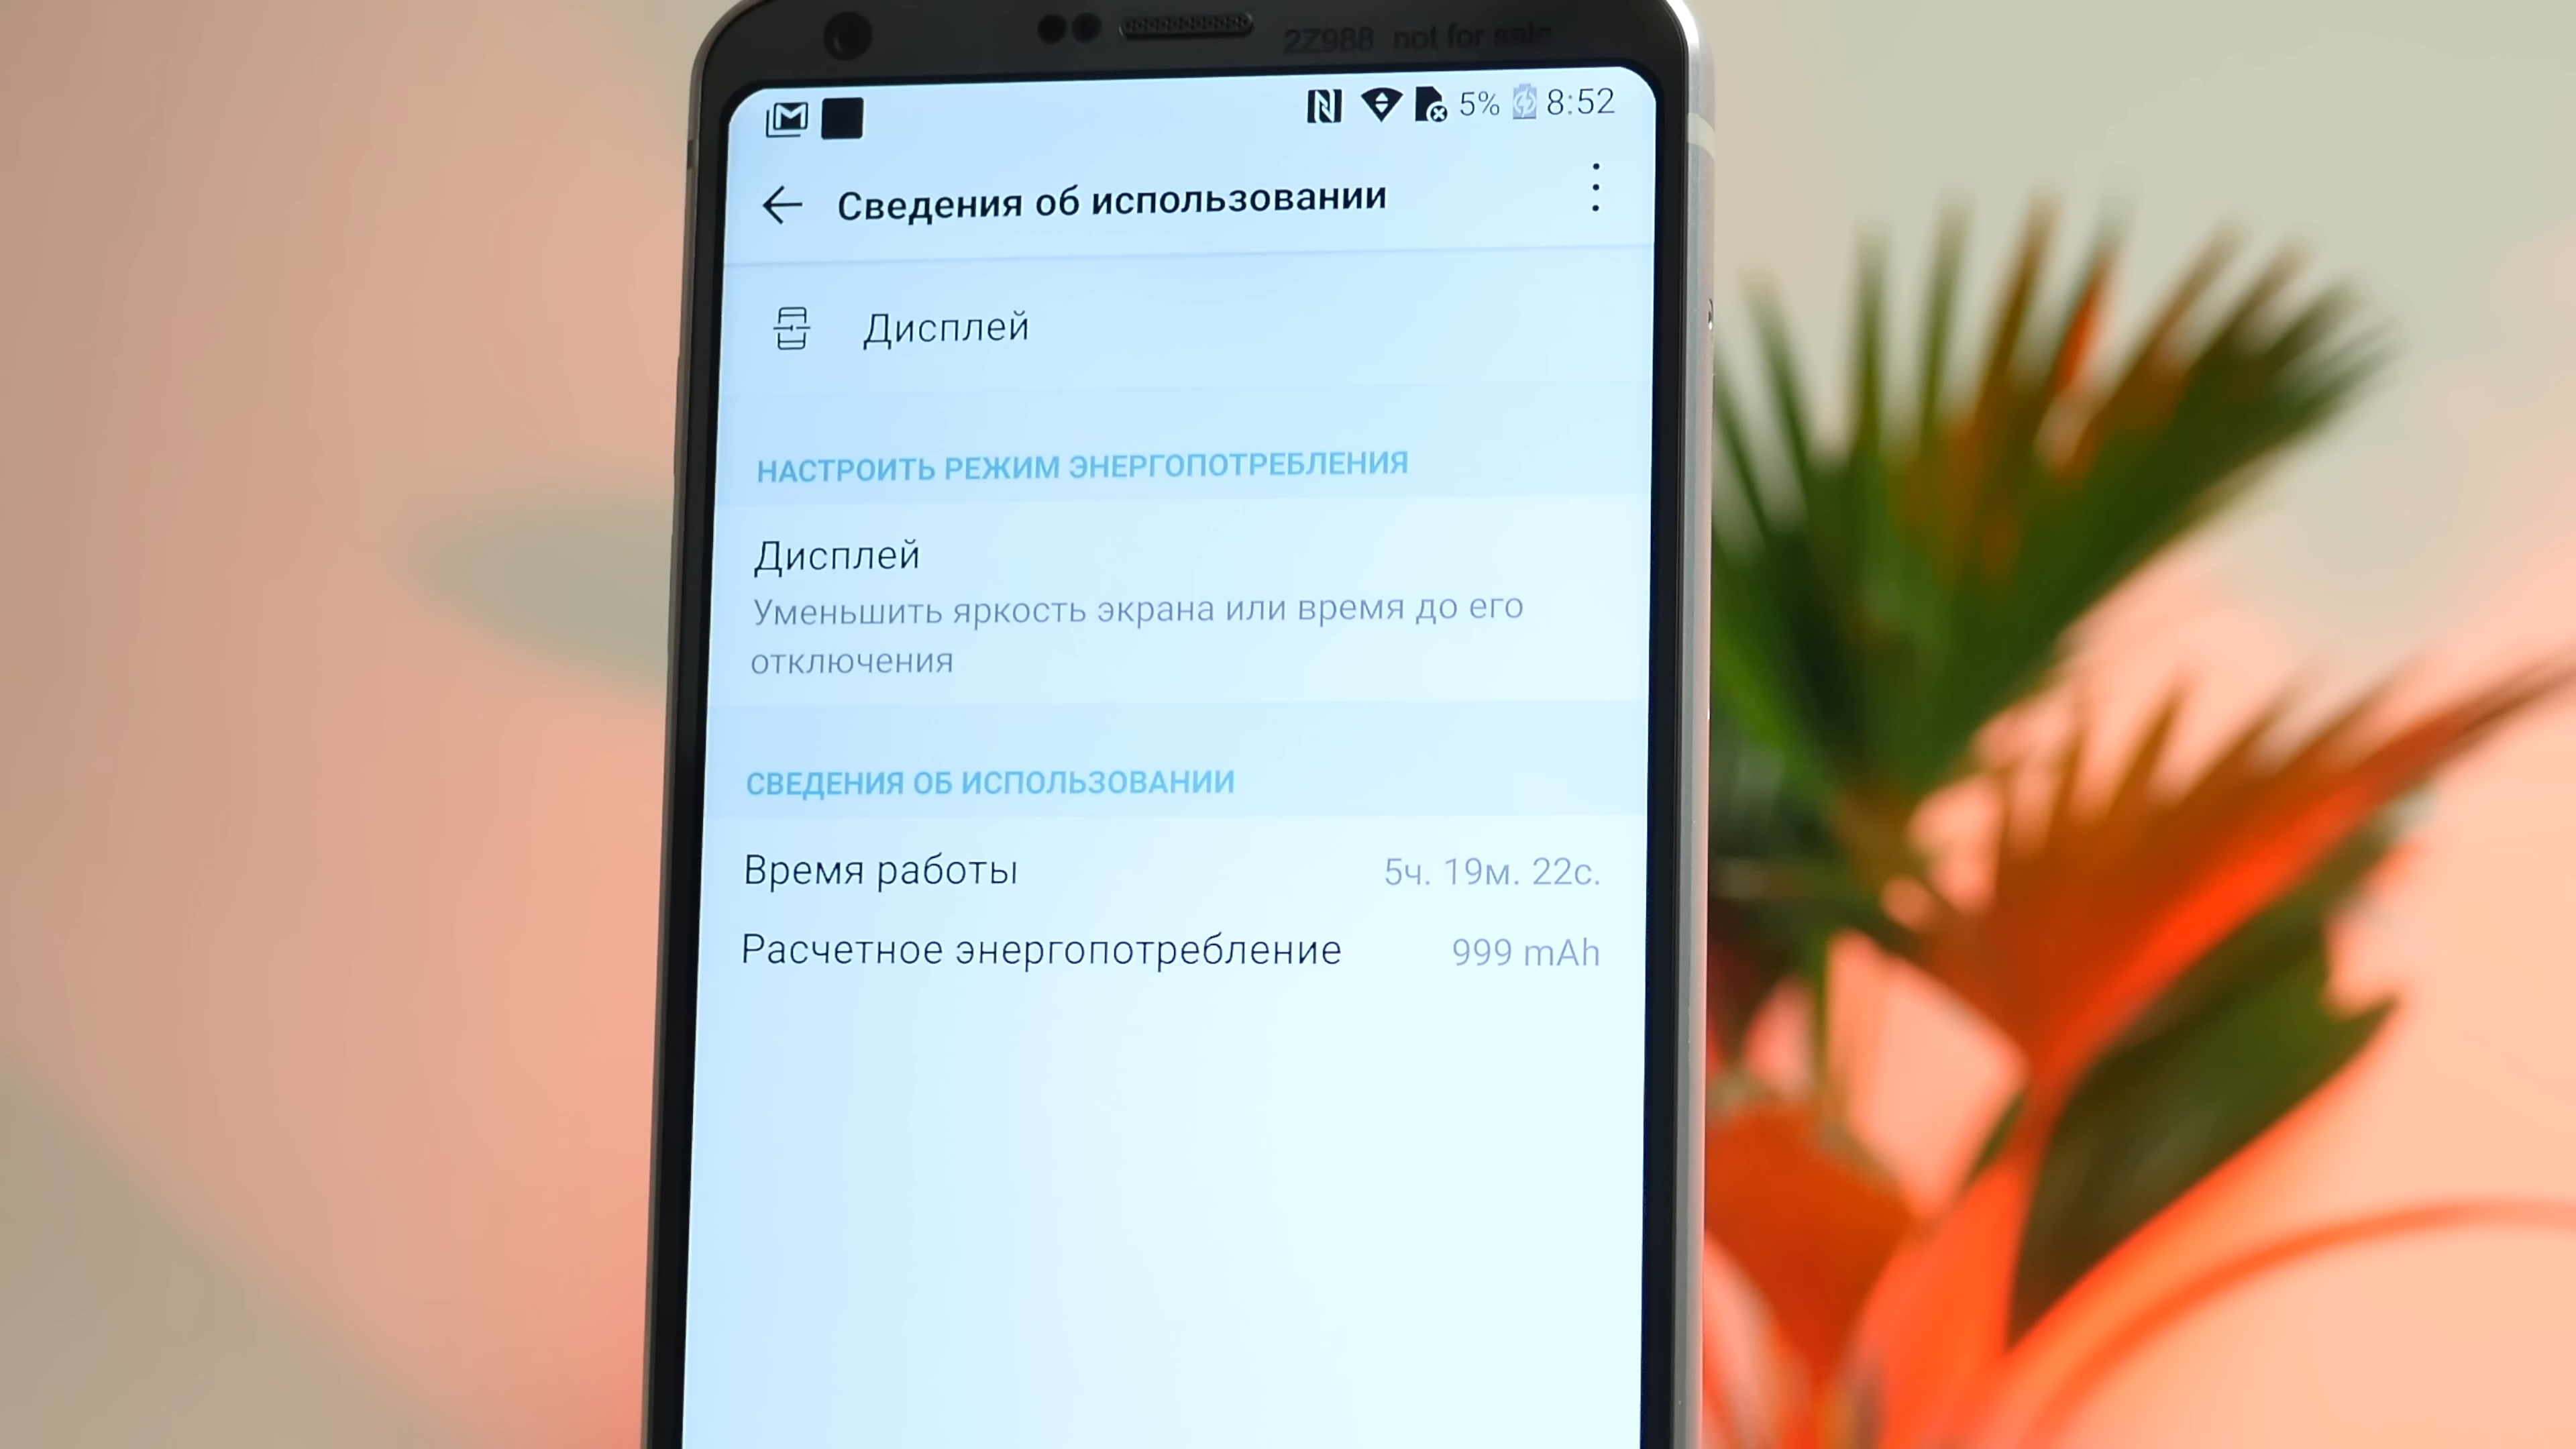 2Z988 not for sale
5% 8:52
Сведения об использовании
Дисплей
НАСТРОИТЬ РЕЖИМ ЭНЕРГОПОТРЕБЛЕНИЯ
Дисплей
Уменьшить яркость экрана или время до его
отключения
СВЕДЕНИЯ ОБ ИСПОЛЬЗОВАНИИ
Время работы 5ч. 19м. 22с.
Расчетное энергопотребление 999 mAh